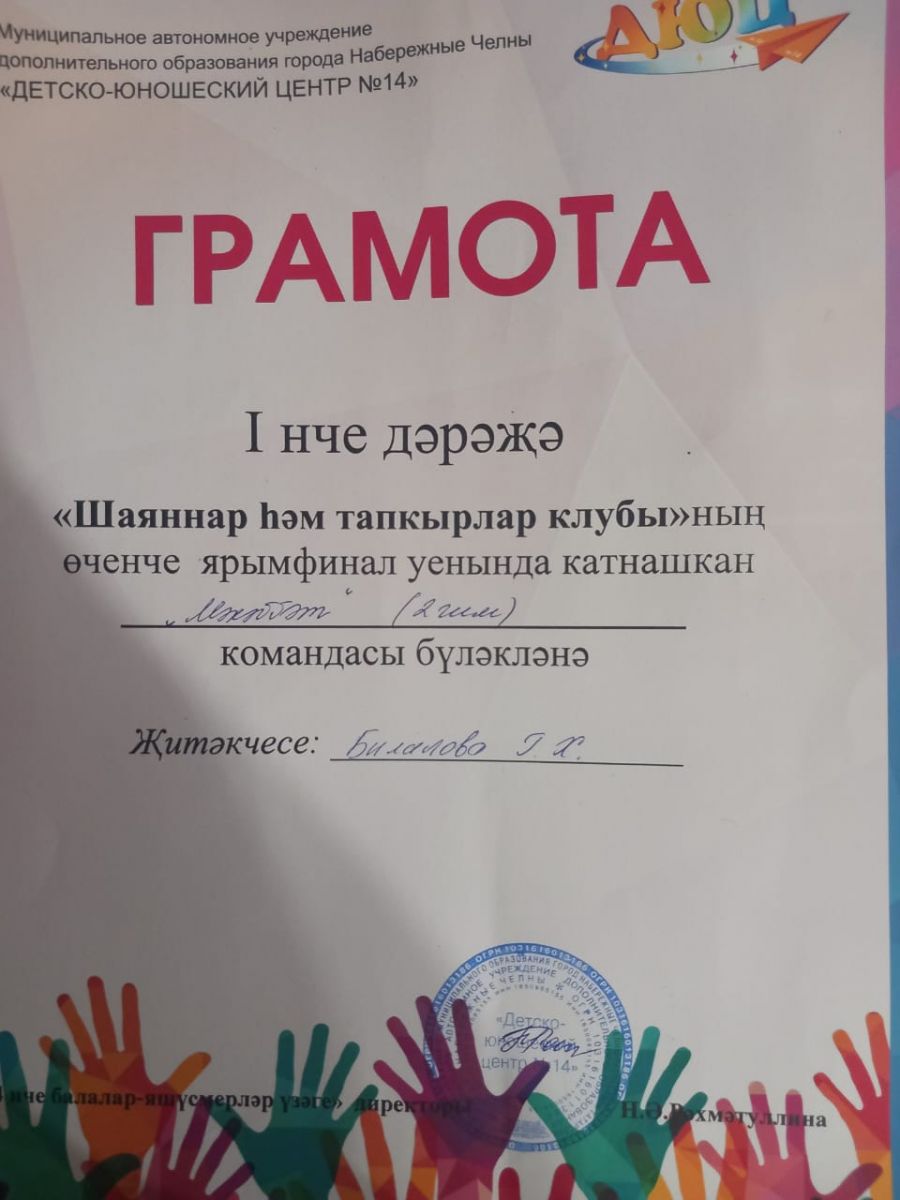 Муниципальное автономное учреждение
дополнительного образования города Набережные Челны
«ДЕТСКО-ЮНОШЕСКИЙ ЦЕНТР №14»
ДЮЦ
ГРАМОТА
I нче дәрәҗә
«Шаяннар һәм тапкырлар клубы»ның
өченче ярымфинал уенында катнашкан
„Мәхәббәт" (2 гим)
командасы бүләкләнә
Җитәкчесе: Билалова Г. Х.
«Детско-
юношеский
центр №14»
нче балалар-яшүсмерләр үзәге» директоры
Н.Ә.Рәхмәтуллина